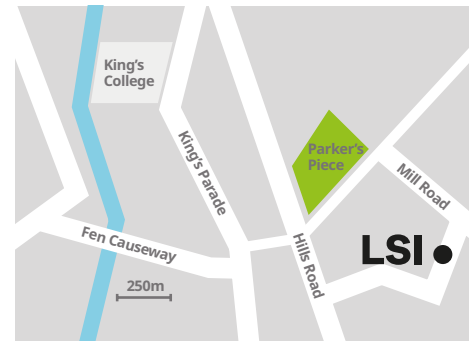 King's
College
King's Parade
Parker's
Piece
Mill Road
Fen Causeway
Hills Road
LSI
250m